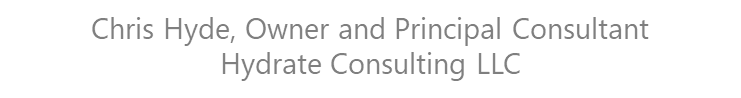 Chris Hyde, Owner and Principal Consultant
Hydrate Consulting LLC